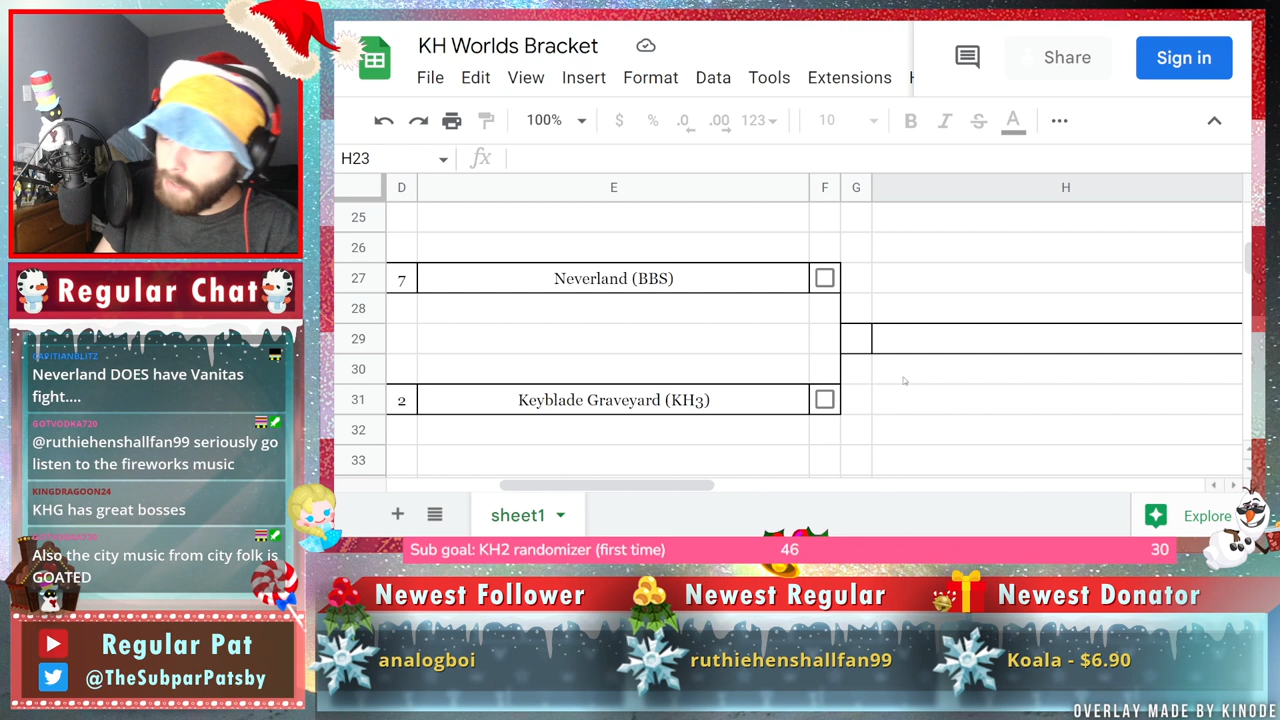 KH Worlds Bracket
File Edit View Insert Format Data Tools Extensions
Share
Sign in
100% $ % .0 .00 123 10 B I S A
H23 fx
D E F G H
25
26
27 7 Neverland (BBS)
28
29
30
31 2 Keyblade Graveyard (KH3)
32
33
sheet1
Explore
Regular Chat
CAPITIANBLITZ
Neverland DOES have Vanitas
fight....
GOTVODKA720
@ruthiehenshallfan99 seriously go
listen to the fireworks music
KINGDRAGOON24
KHG has great bosses
Also the city music from city folk is
GOATED
Regular Pat
@TheSubparPatsby
Sub goal: KH2 randomizer (first time) 46 30
Newest Follower
analogboi
Newest Regular
ruthiehenshallfan99
Newest Donator
Koala - $6.90
OVERLAY MADE BY KINODE